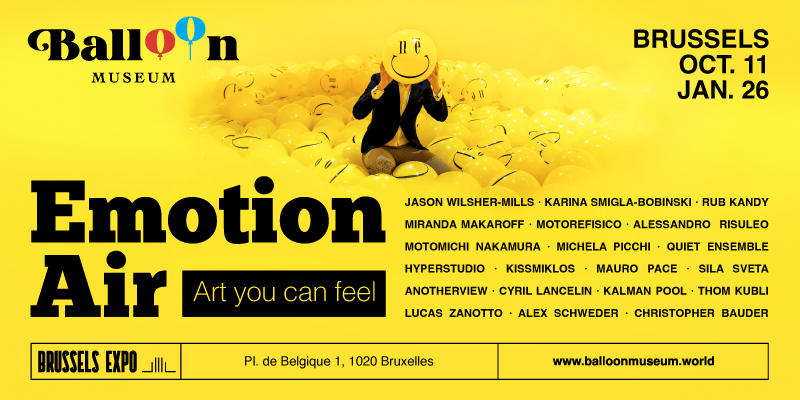 Balloon
MUSEUM
BRUSSELS
OCT. 11
JAN. 26
Emotion
Air
Art you can feel
JASON WILSHER-MILLS · KARINA SMIGLA-BOBINSKI · RUB KANDY
MIRANDA MAKAROFF · MOTOREFISICO · ALESSANDRO RISULEO
MOTOMICHI NAKAMURA · MICHELA PICCHI · QUIET ENSEMBLE
HYPERSTUDIO · KISSMIKLOS · MAURO PACE · SILA SVETA
ANOTHERVIEW · CYRIL LANCELIN · KALMAN POOL · THOM KUBLI
LUCAS ZANOTTO · ALEX SCHWEDER · CHRISTOPHER BAUDER
BRUSSELS EXPO
Pl. de Belgique 1, 1020 Bruxelles
www.balloonmuseum.world